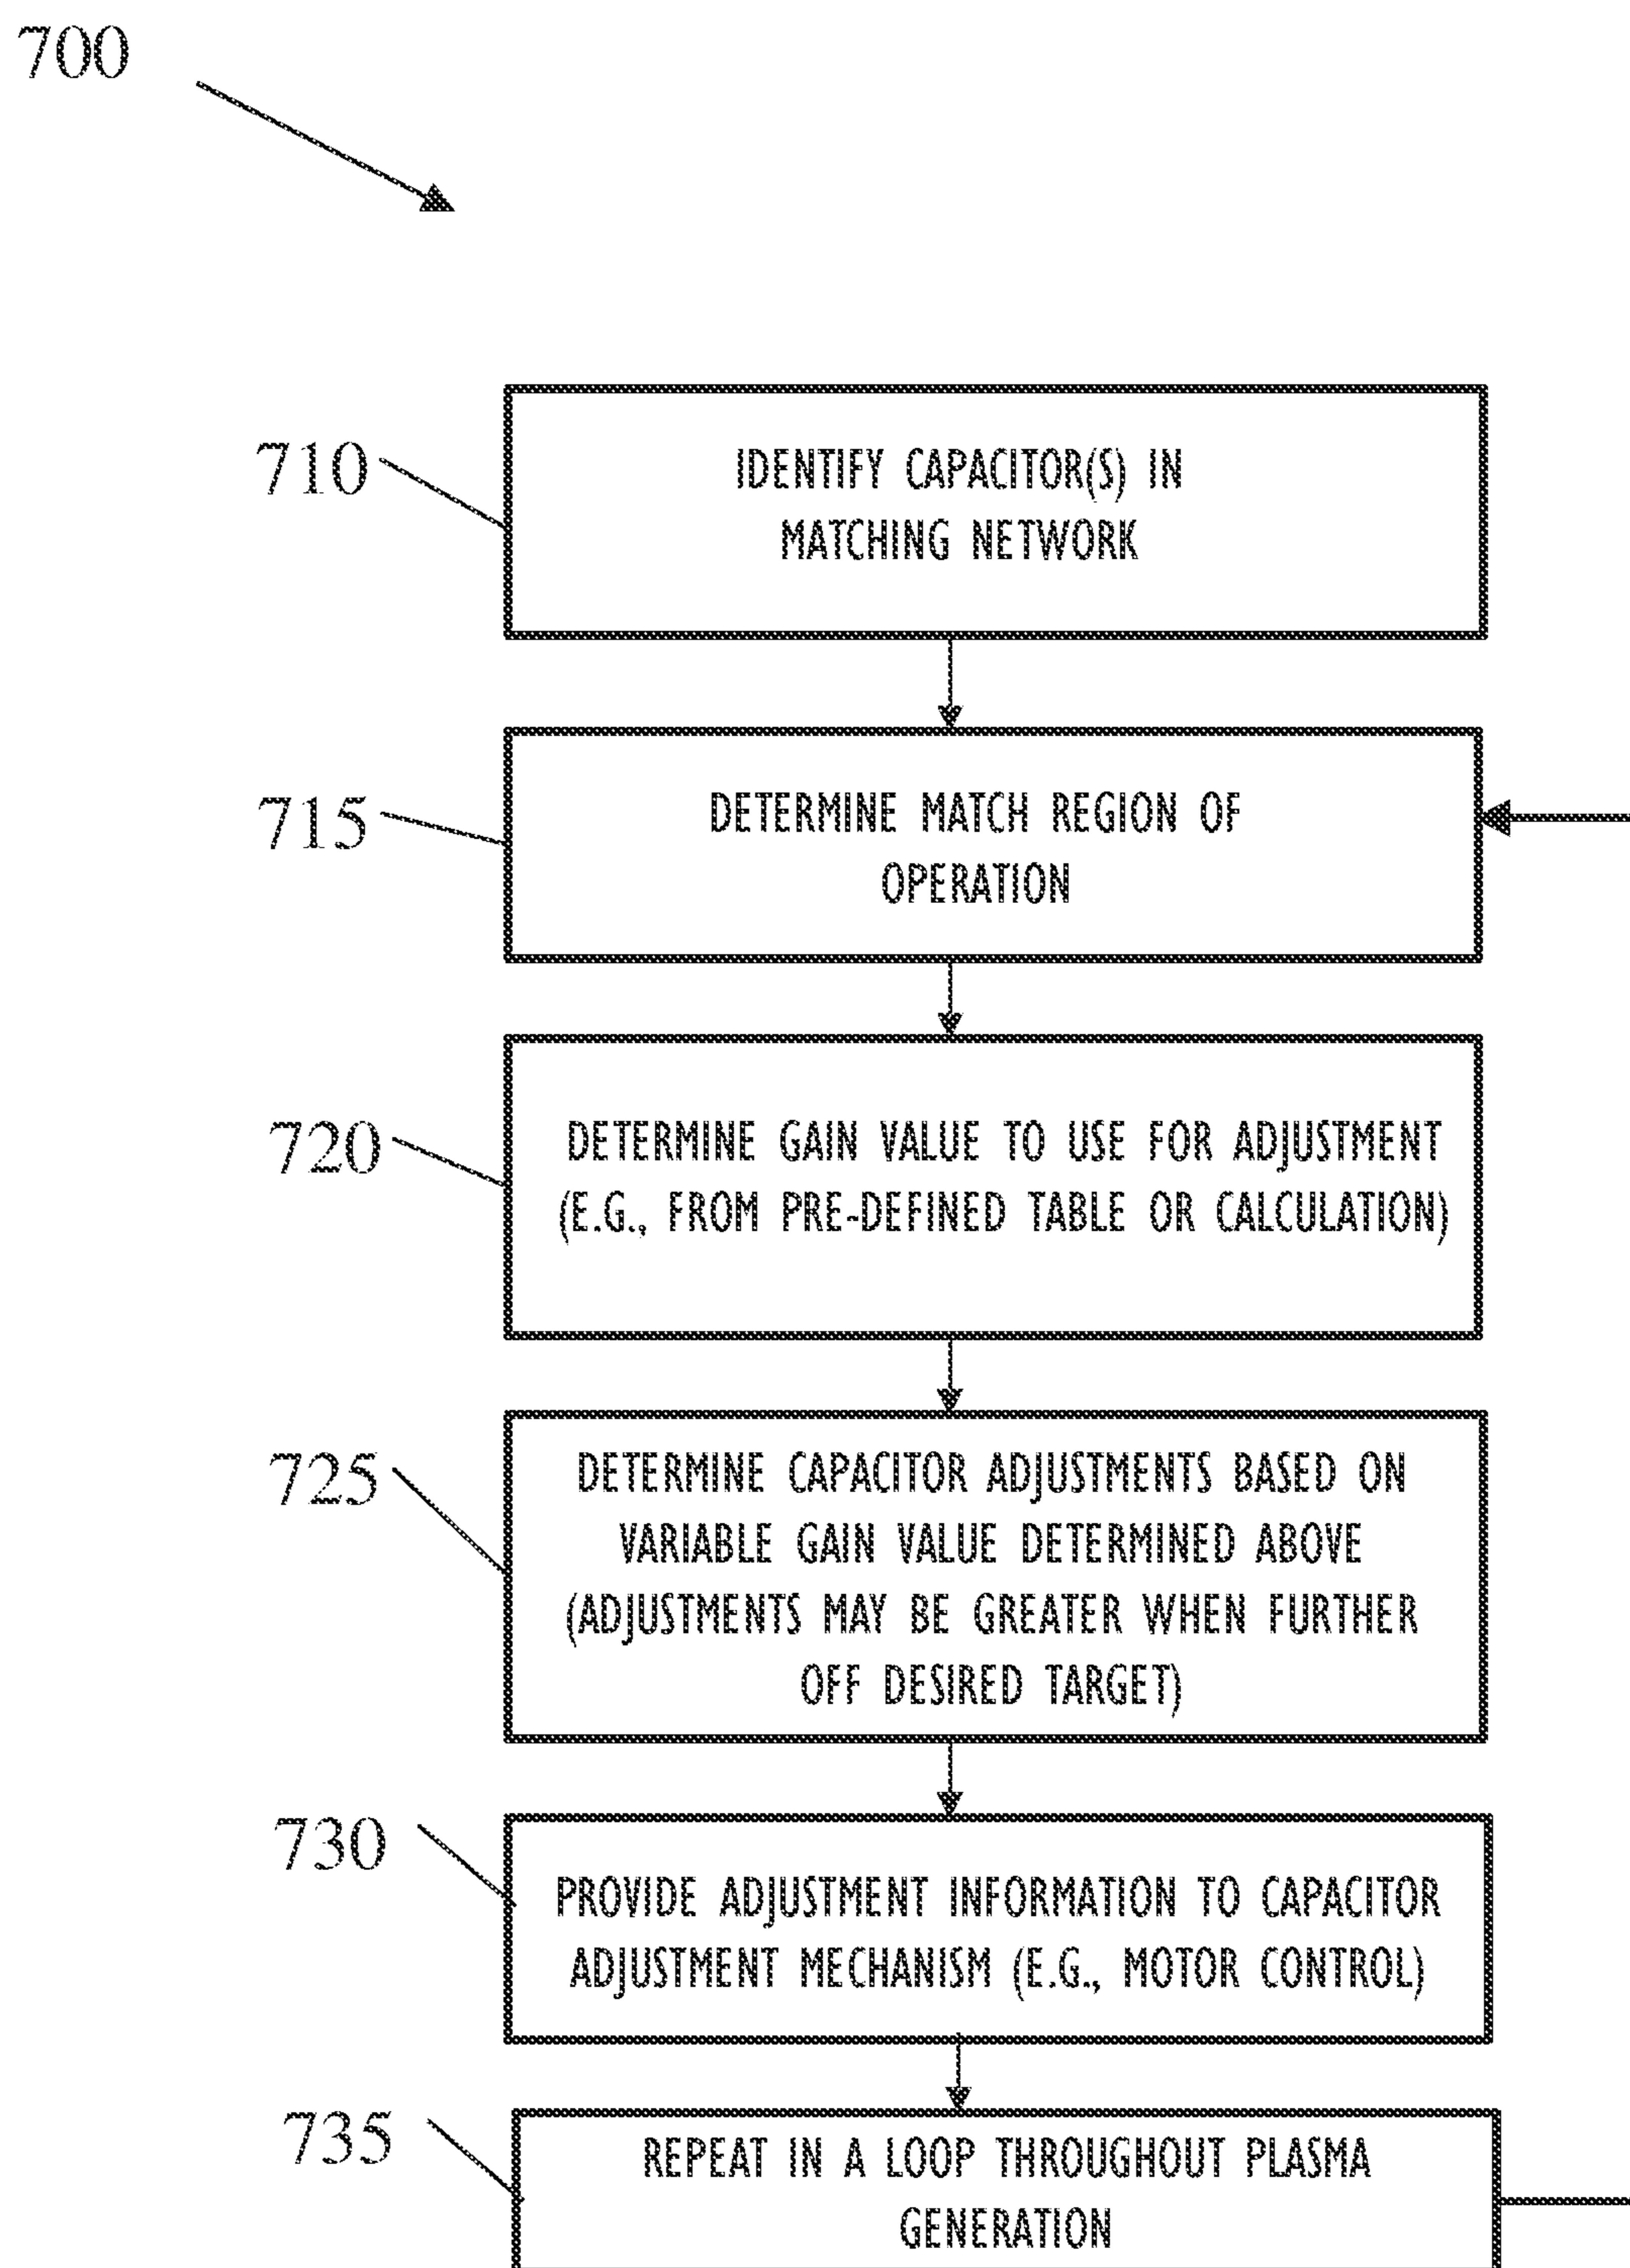 700
710
IDENTIFY CAPACITOR(S) IN
MATCHING NETWORK
715
DETERMINE MATCH REGION OF
OPERATION
720
DETERMINE GAIN VALUE TO USE FOR ADJUSTMENT
(E.G., FROM PRE-DEFINED TABLE OR CALCULATION)
725
DETERMINE CAPACITOR ADJUSTMENTS BASED ON
VARIABLE GAIN VALUE DETERMINED ABOVE
(ADJUSTMENTS MAY BE GREATER WHEN FURTHER
OFF DESIRED TARGET)
730
PROVIDE ADJUSTMENT INFORMATION TO CAPACITOR
ADJUSTMENT MECHANISM (E.G., MOTOR CONTROL)
735
REPEAT IN A LOOP THROUGHOUT PLASMA
GENERATION